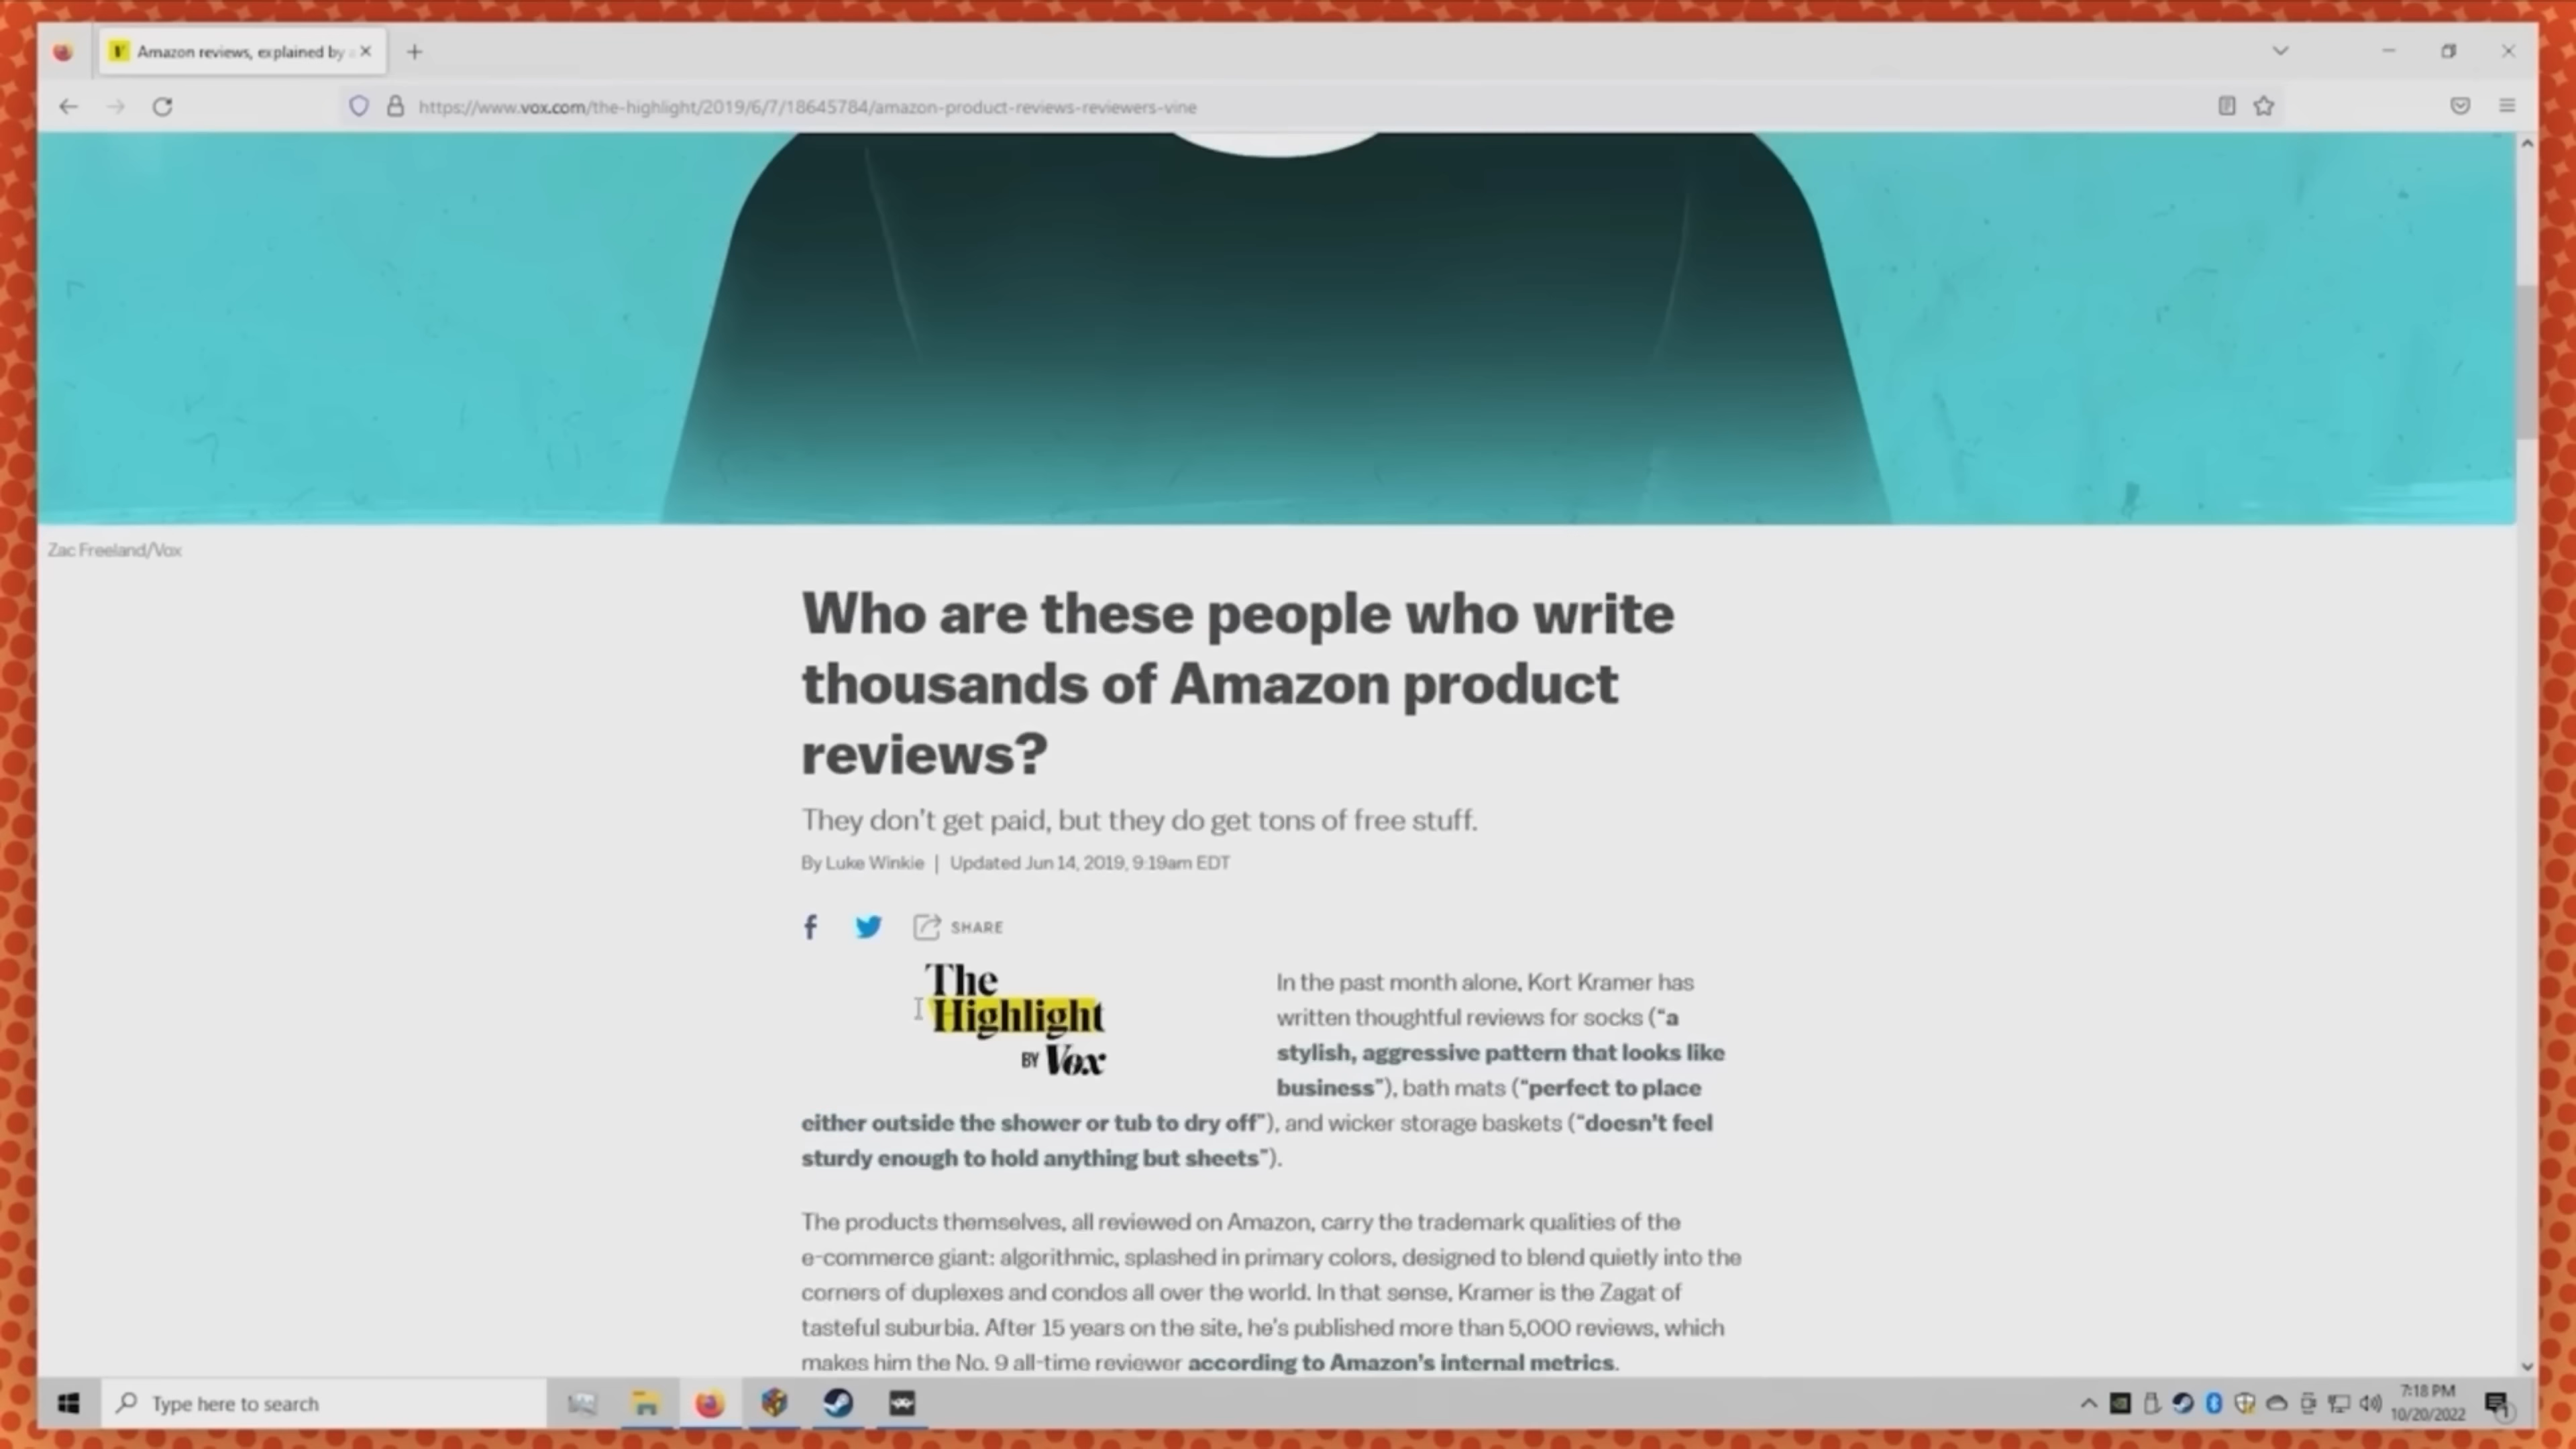 Amazon reviews, explained by
https://www.vox.com/the-highlight/2019/6/7/18645784/amazon-product-reviews-reviewers-vine
Zac Freeland/Vox
Who are these people who write
thousands of Amazon product
reviews?
They don't get paid, but they do get tons of free stuff.
By Luke Winkie | Updated Jun 14, 2019, 9:19am EDT
SHARE
The
Highlight
BY Vox
In the past month alone, Kort Kramer has
written thoughtful reviews for socks ("a
stylish, aggressive pattern that looks like
business"), bath mats ("perfect to place
either outside the shower or tub to dry off"), and wicker storage baskets ("doesn't feel
sturdy enough to hold anything but sheets").
The products themselves, all reviewed on Amazon, carry the trademark qualities of the
e-commerce giant: algorithmic, splashed in primary colors, designed to blend quietly into the
corners of duplexes and condos all over the world. In that sense, Kramer is the Zagat of
tasteful suburbia. After 15 years on the site, he's published more than 5,000 reviews, which
makes him the No. 9 all-time reviewer according to Amazon's internal metrics.
Type here to search
7:18 PM
10/20/2022